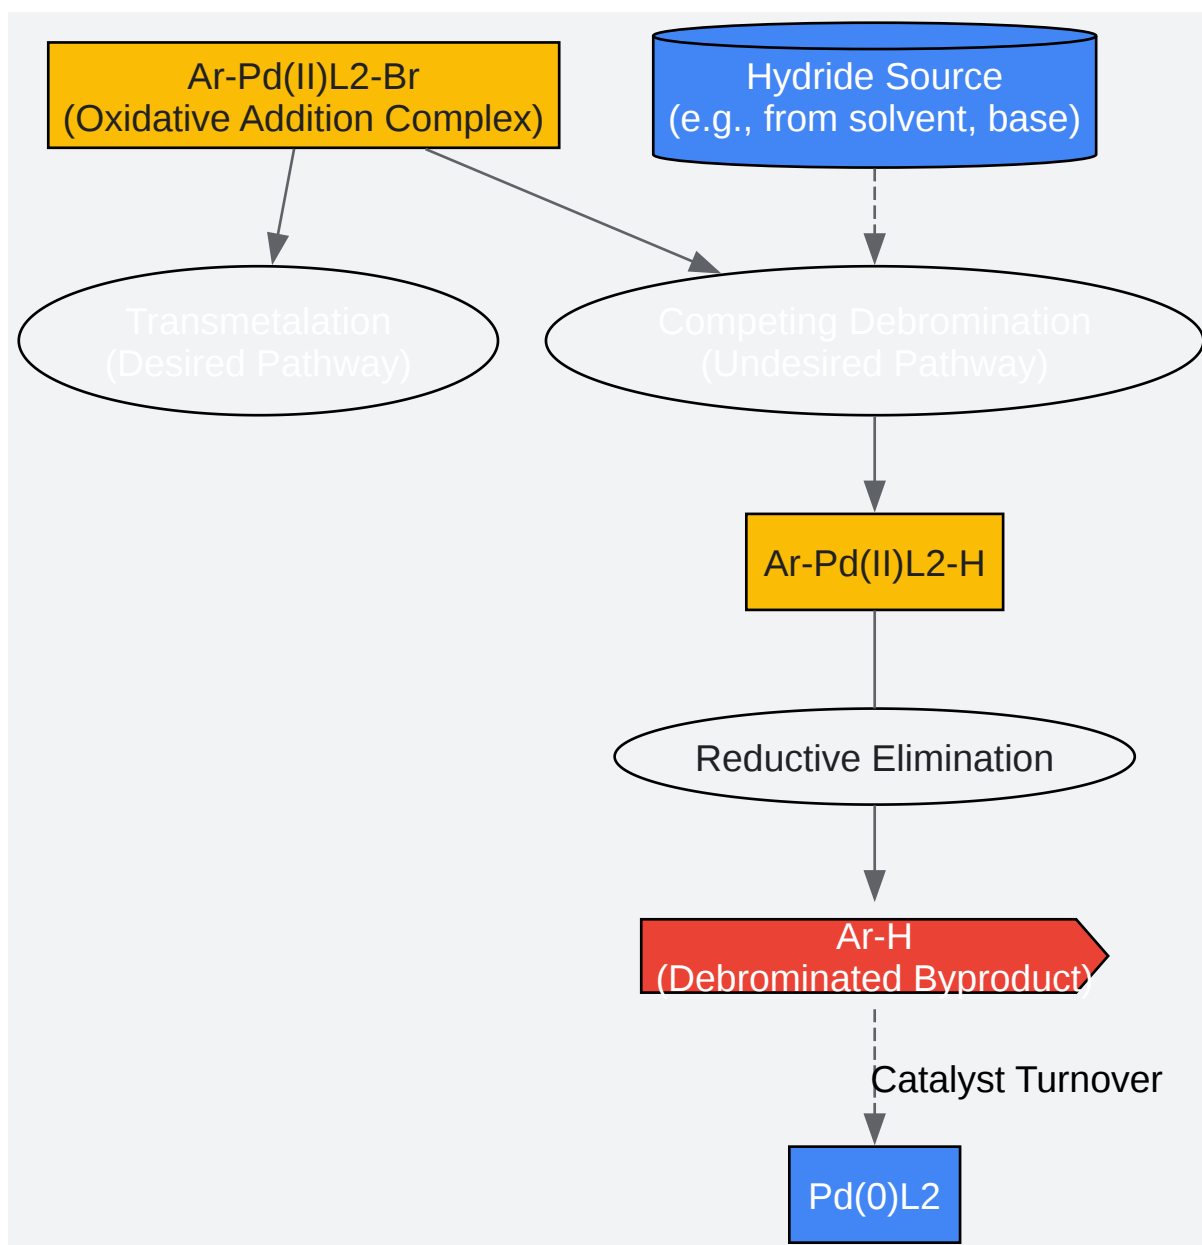 Ar-Pd(II)L2-Br
(Oxidative Addition Complex)
Hydride Source
(e.g., from solvent, base)
Transmetalation
(Desired Pathway)
Competing Debromination
(Undesired Pathway)
Ar-Pd(II)L2-H
Reductive Elimination
Ar-H
(Debrominated Byproduct)
Catalyst Turnover
Pd(0)L2